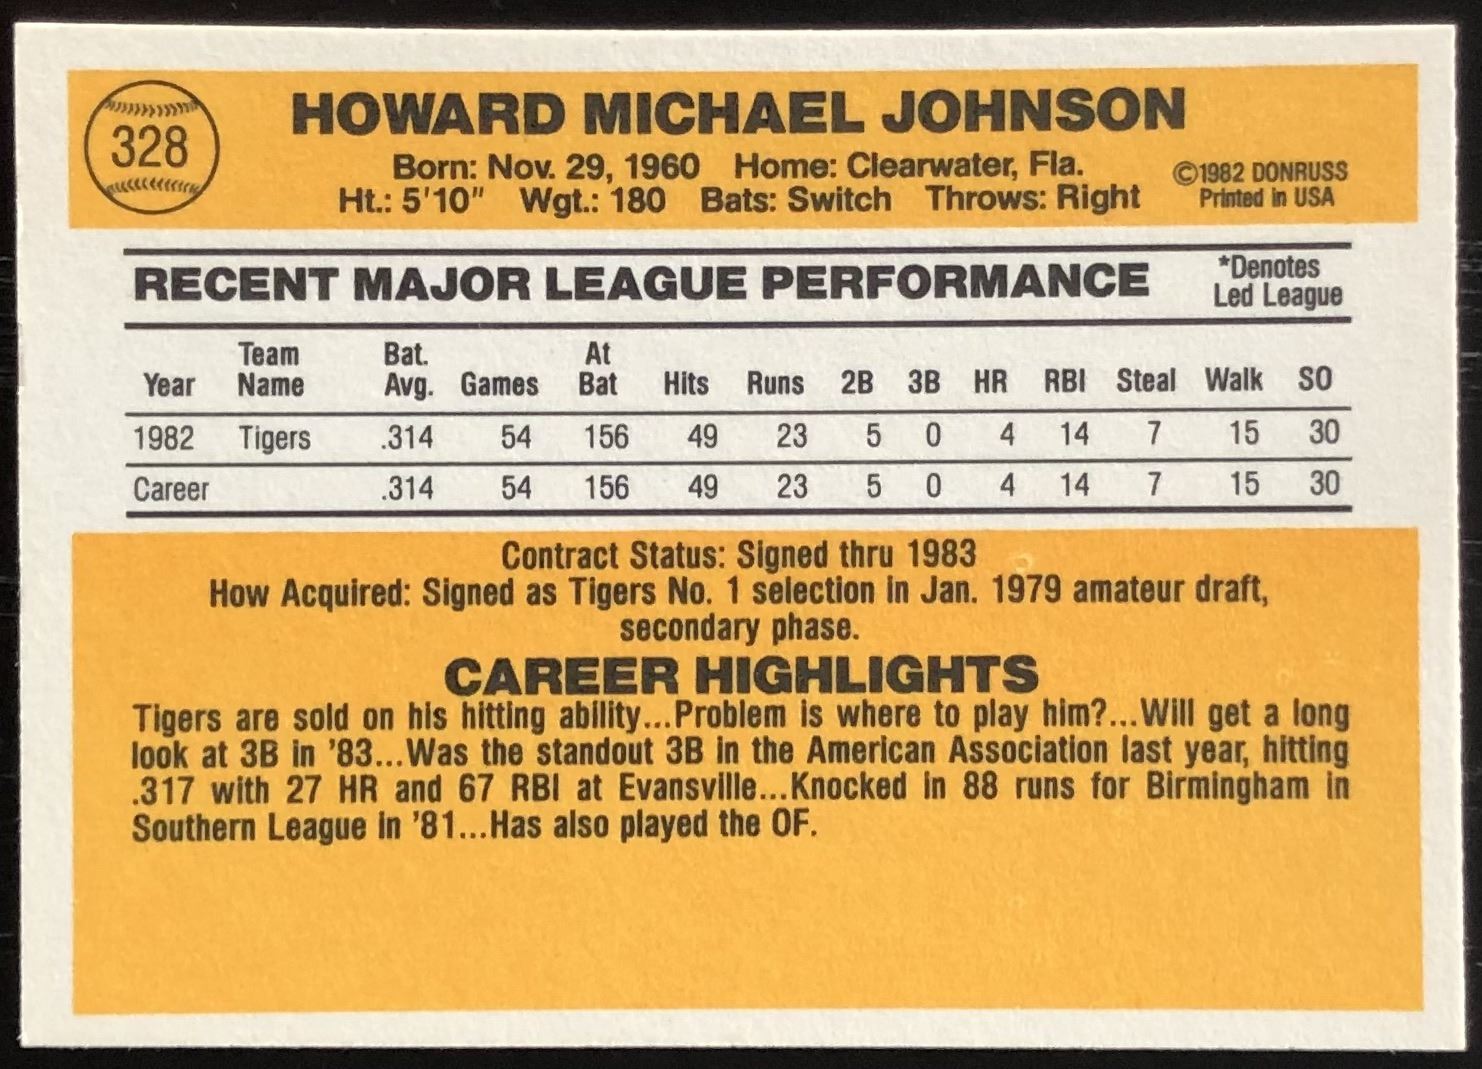 328
HOWARD MICHAEL JOHNSON
Born: Nov. 29, 1960 Home: Clearwater, Fla.
Ht.: 5'10" Wgt.: 180 Bats: Switch Throws: Right
©1982 DONRUSS
Printed in USA
RECENT MAJOR LEAGUE PERFORMANCE
*Denotes
Led League
Year Team Name Bat. Avg. Games At Bat Hits Runs 2B 3B HR RBI Steal Walk SO
1982 Tigers .314 54 156 49 23 5 0 4 14 7 15 30
Career .314 54 156 49 23 5 0 4 14 7 15 30
Contract Status: Signed thru 1983
How Acquired: Signed as Tigers No. 1 selection in Jan. 1979 amateur draft,
secondary phase.
CAREER HIGHLIGHTS
Tigers are sold on his hitting ability...Problem is where to play him?...Will get a long
look at 3B in '83...Was the standout 3B in the American Association last year, hitting
.317 with 27 HR and 67 RBI at Evansville...Knocked in 88 runs for Birmingham in
Southern League in '81...Has also played the OF.